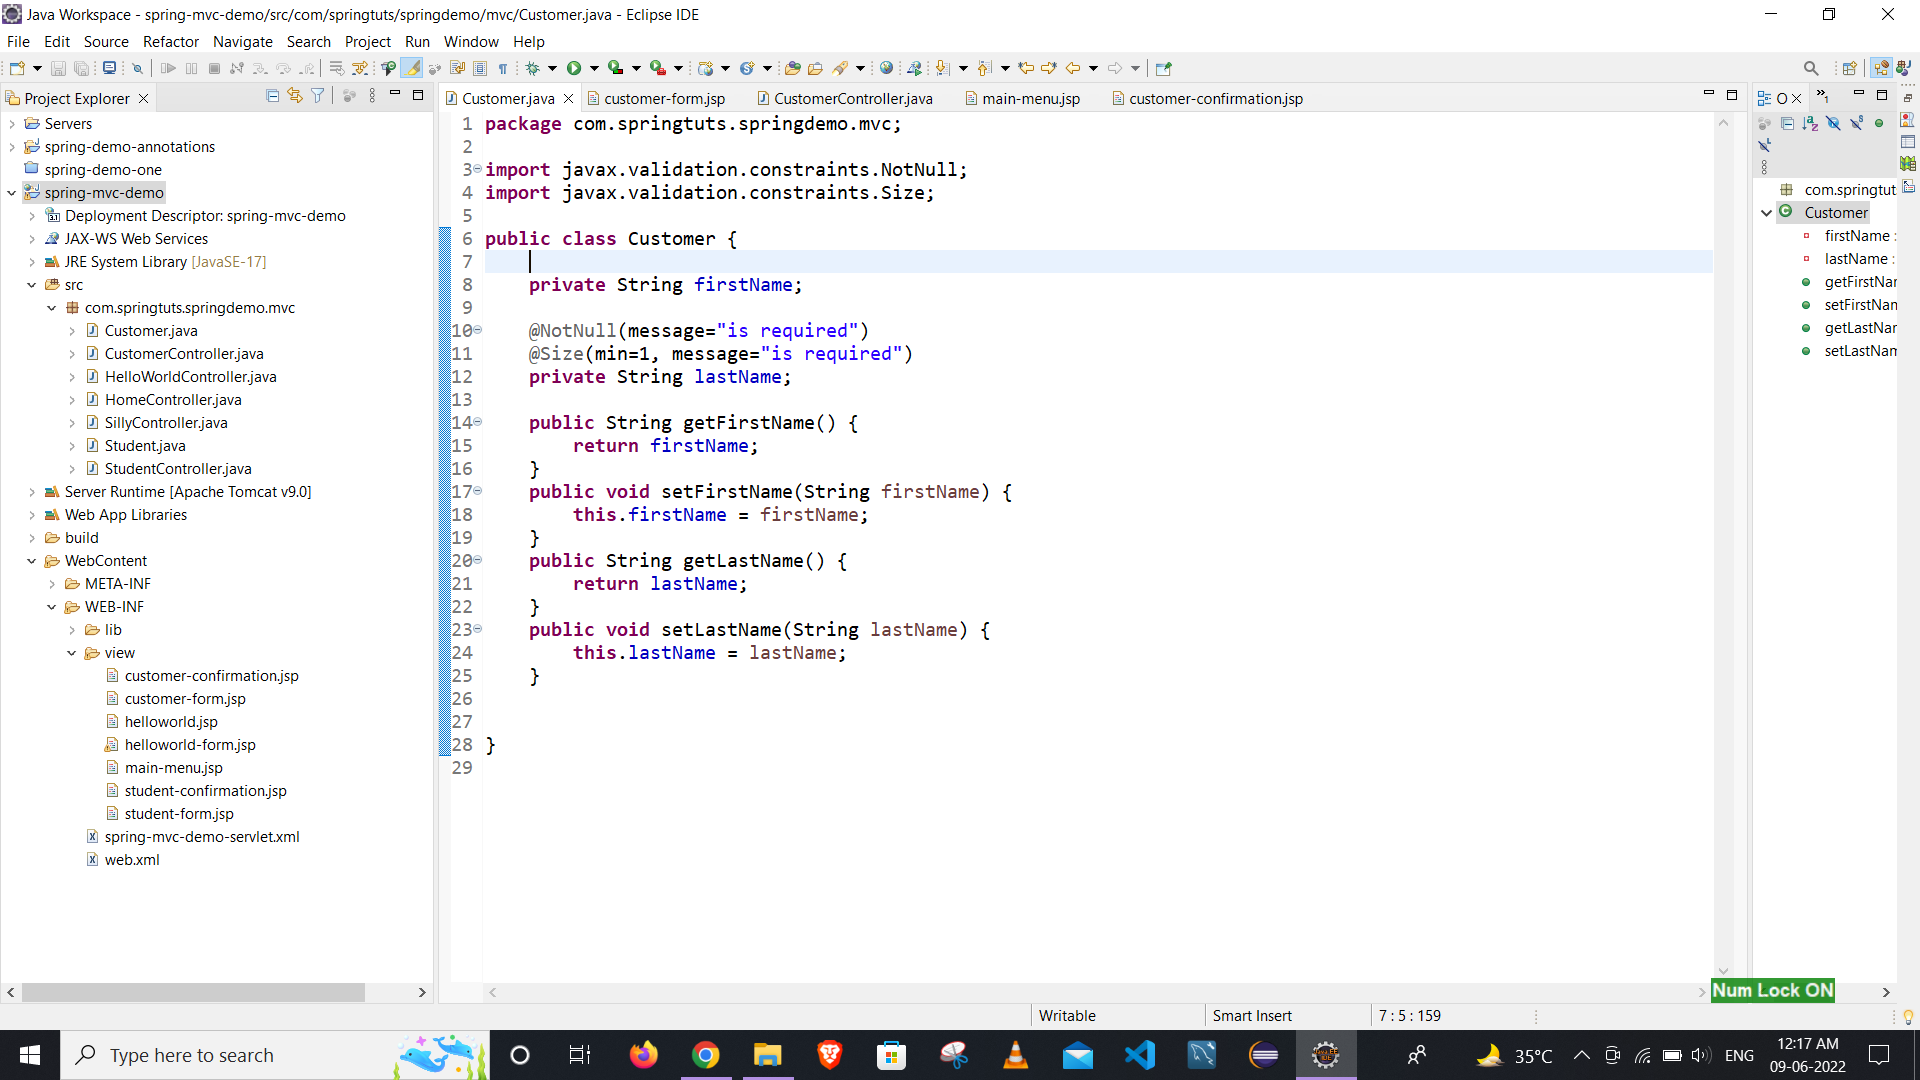 Java Workspace - spring-mvc-demo/src/com/springtuts/springdemo/mvc/Customer.java - Eclipse IDE
File Edit Source Refactor Navigate Search Project Run Window Help
Project Explorer
Servers
spring-demo-annotations
spring-demo-one
spring-mvc-demo
Deployment Descriptor: spring-mvc-demo
JAX-WS Web Services
JRE System Library [JavaSE-17]
src
com.springtuts.springdemo.mvc
Customer.java
CustomerController.java
HelloWorldController.java
HomeController.java
SillyController.java
Student.java
StudentController.java
Server Runtime [Apache Tomcat v9.0]
Web App Libraries
build
WebContent
META-INF
WEB-INF
lib
view
customer-confirmation.jsp
customer-form.jsp
helloworld.jsp
helloworld-form.jsp
main-menu.jsp
student-confirmation.jsp
student-form.jsp
spring-mvc-demo-servlet.xml
web.xml
Customer.java customer-form.jsp CustomerController.java main-menu.jsp customer-confirmation.jsp
1 package com.springtuts.springdemo.mvc;
2
3 import javax.validation.constraints.NotNull;
4 import javax.validation.constraints.Size;
5
6 public class Customer {
7
8 private String firstName;
9
10 @NotNull(message="is required")
11 @Size(min=1, message="is required")
12 private String lastName;
13
14 public String getFirstName() {
15 return firstName;
16 }
17 public void setFirstName(String firstName) {
18 this.firstName = firstName;
19 }
20 public String getLastName() {
21 return lastName;
22 }
23 public void setLastName(String lastName) {
24 this.lastName = lastName;
25 }
26
27
28 }
29
O
com.springtut
Customer
firstName :
lastName :
getFirstNar
setFirstNan
getLastNar
setLastNam
Num Lock ON
Writable Smart Insert 7 : 5 : 159
Type here to search
35°C ENG
12:17 AM
09-06-2022